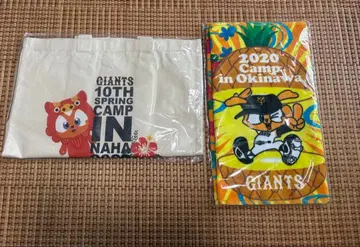 GIANTS
10TH
SPRING
CAMP
IN
NAHA
2020
Camp
in Okinawa
GIANTS